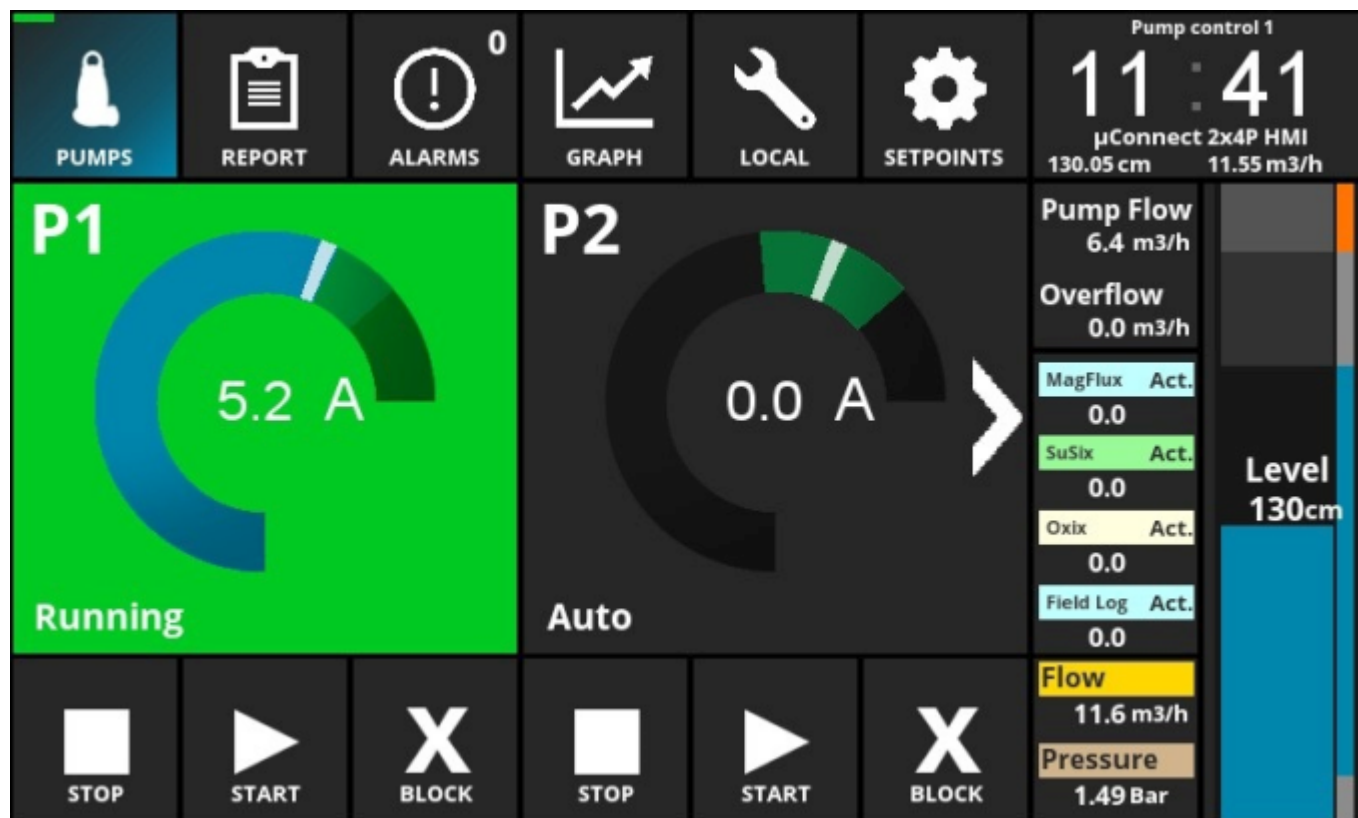 PUMPS
REPORT
0
ALARMS
GRAPH
LOCAL
SETPOINTS
Pump control 1
11 : 41
µConnect 2x4P HMI
130.05 cm 11.55 m3/h
P1
5.2 A
Running
P2
0.0 A
Auto
Pump Flow
6.4 m3/h
Overflow
0.0 m3/h
MagFlux Act.
0.0
SuSix Act.
0.0
Oxix Act.
0.0
Field Log Act.
0.0
Flow
11.6 m3/h
Pressure
1.49 Bar
Level
130cm
STOP
START
X
BLOCK
STOP
START
X
BLOCK